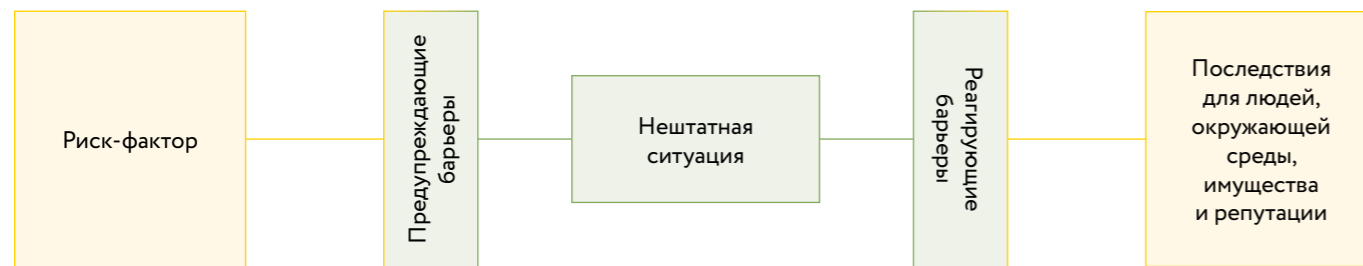 Риск-фактор
Предупреждающие
барьеры
Нештатная
ситуация
Реагирующие
барьеры
Последствия
для людей,
окружающей
среды,
имущества
и репутации